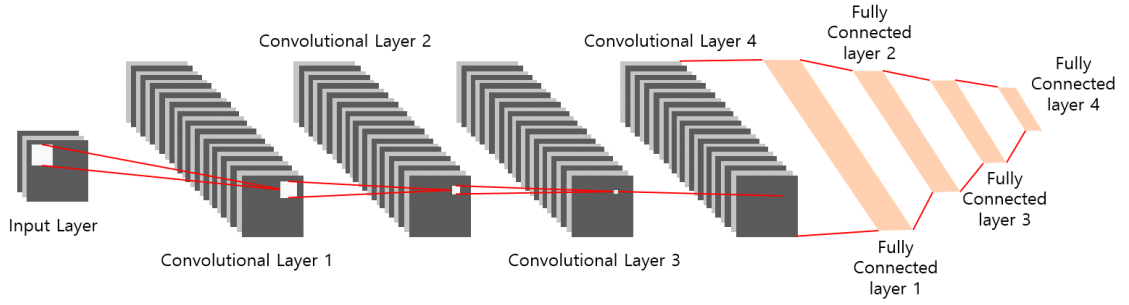 Input Layer
Convolutional Layer 1
Convolutional Layer 2
Convolutional Layer 3
Convolutional Layer 4
Fully
Connected
layer 1
Fully
Connected
layer 2
Fully
Connected
layer 3
Fully
Connected
layer 4